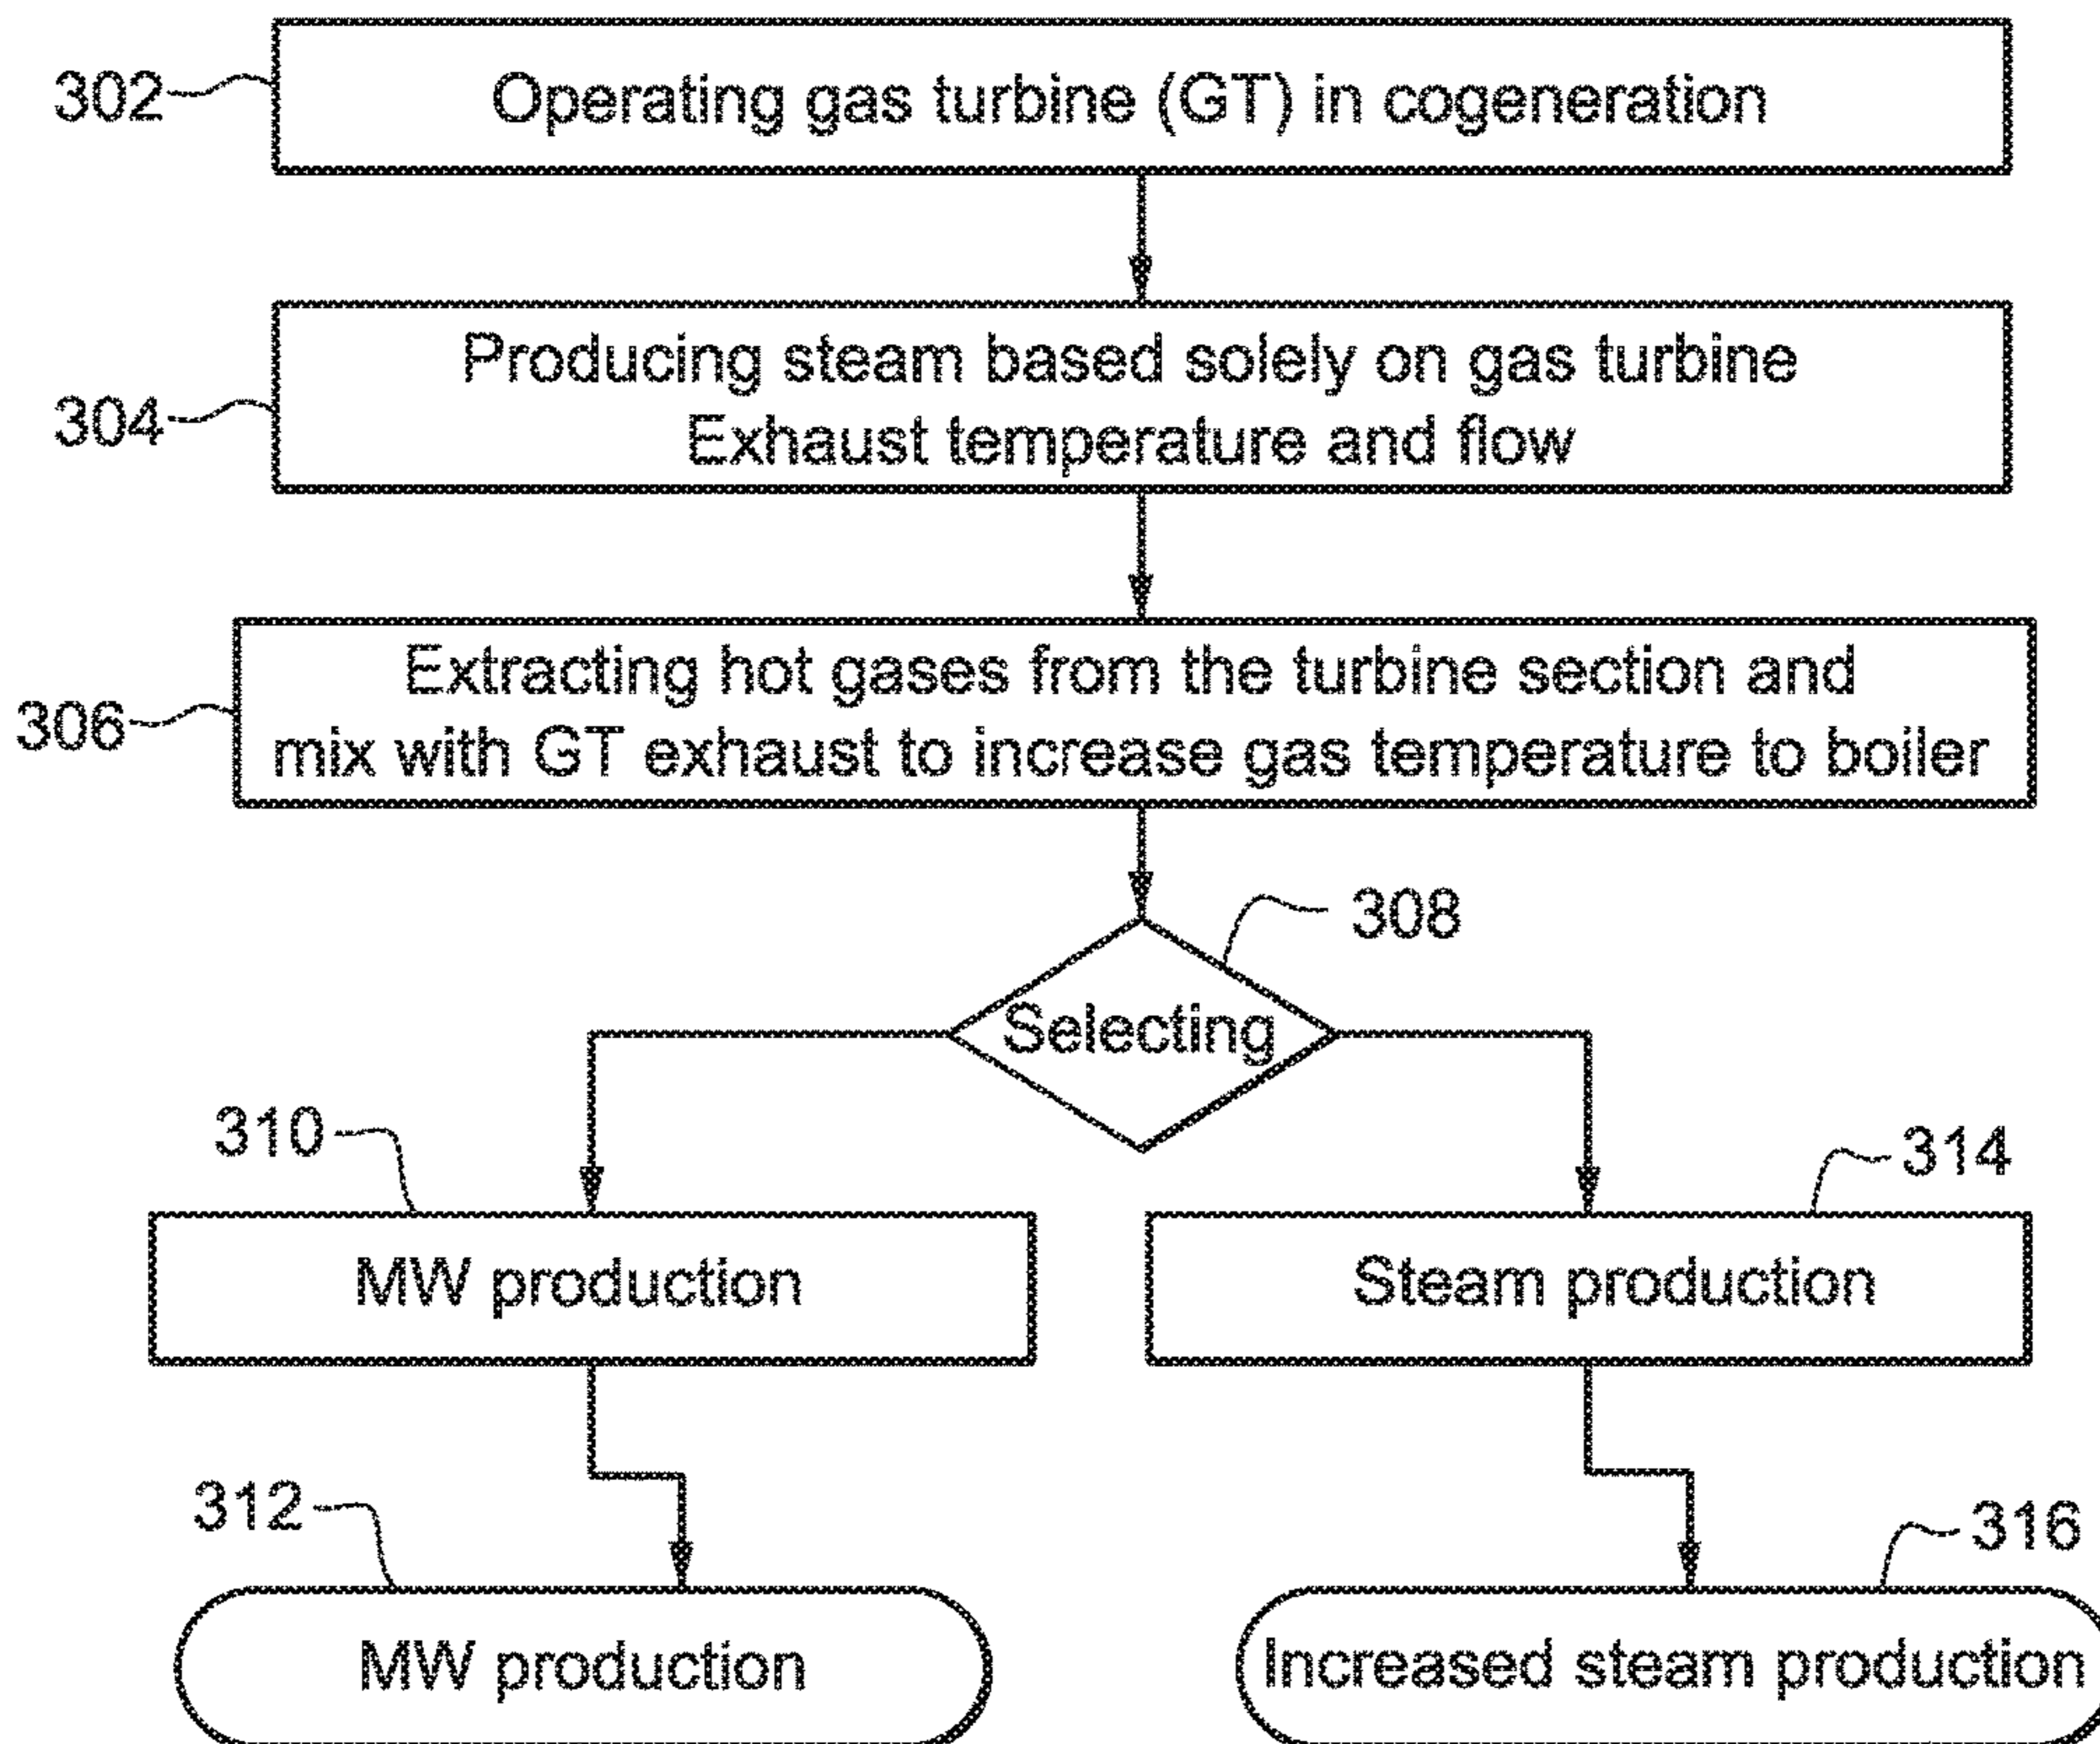 302
Operating gas turbine (GT) in cogeneration
304
Producing steam based solely on gas turbine
Exhaust temperature and flow
306
Extracting hot gases from the turbine section and
mix with GT exhaust to increase gas temperature to boiler
308
Selecting
310
MW production
314
Steam production
312
MW production
316
Increased steam production